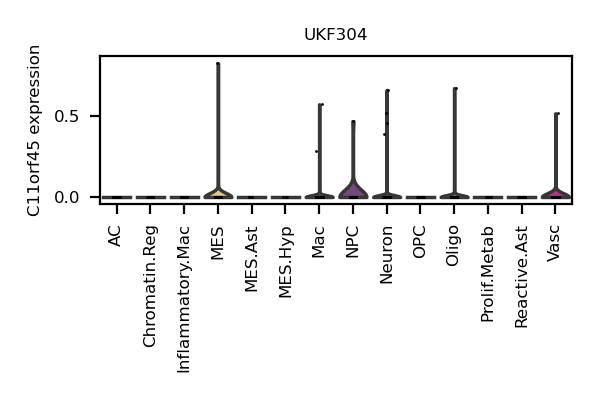 UKF304
C11orf45 expression
0.5
0.0
AC
Chromatin.Reg
Inflammatory.Mac
MES
MES.Ast
MES.Hyp
Mac
NPC
Neuron
OPC
Oligo
Prolif.Metab
Reactive.Ast
Vasc